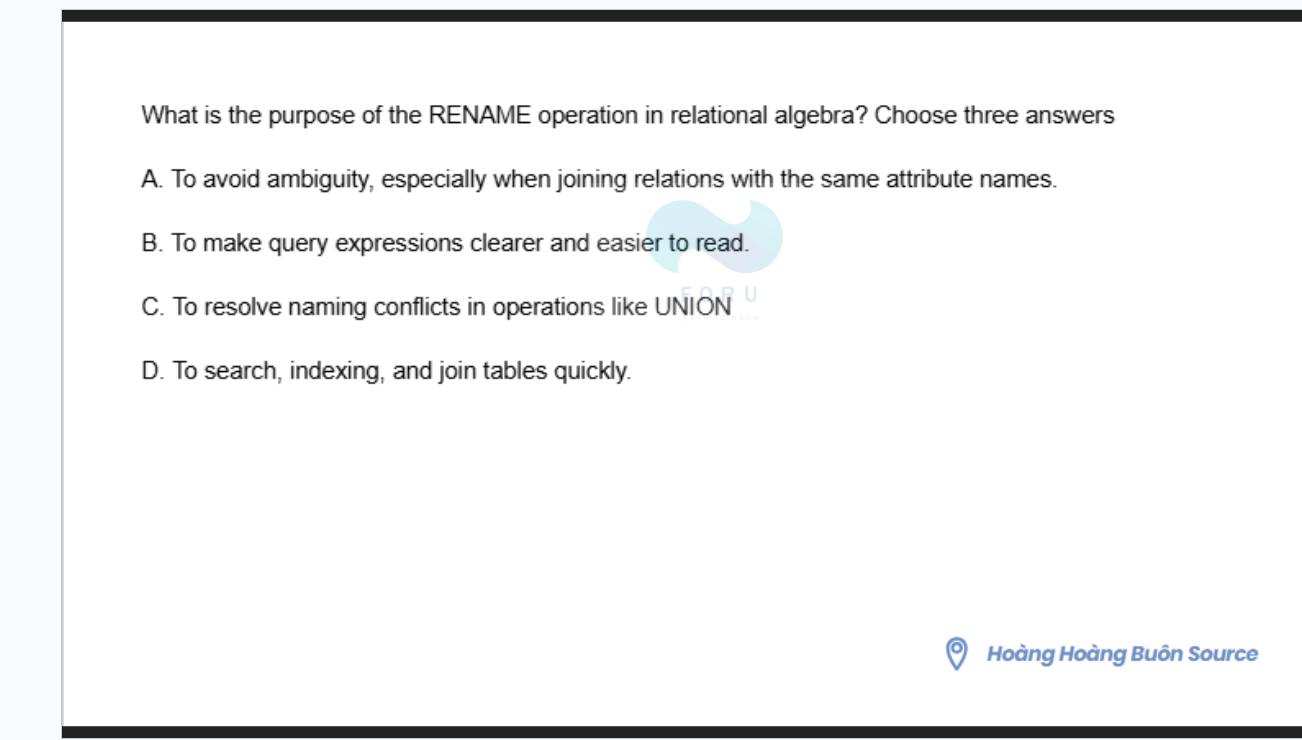 What is the purpose of the RENAME operation in relational algebra? Choose three answers
A. To avoid ambiguity, especially when joining relations with the same attribute names.
B. To make query expressions clearer and easier to read.
C. To resolve naming conflicts in operations like UNION
FORU
D. To search, indexing, and join tables quickly.
Hoàng Hoàng Buôn Source